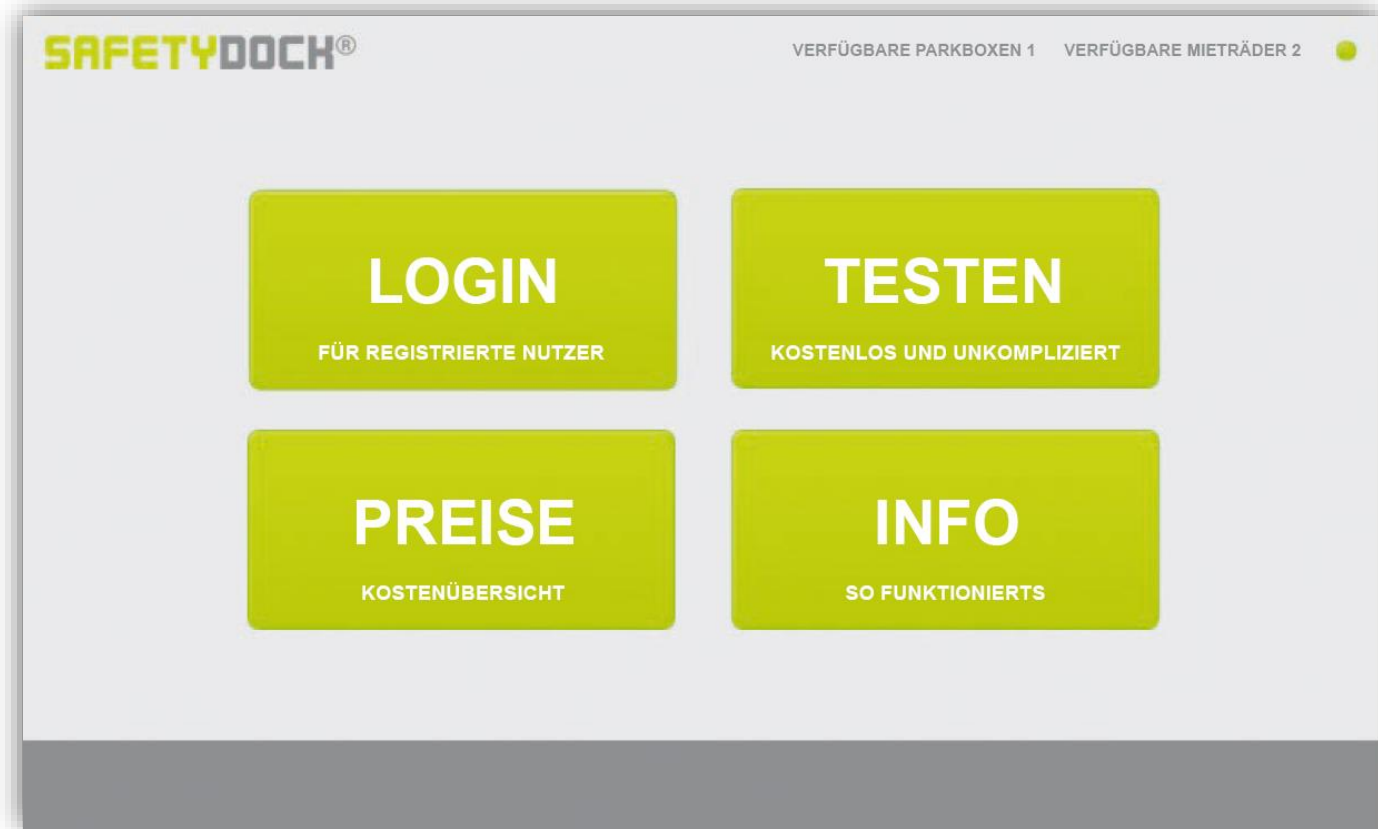 SAFETYDOCK®
VERFÜGBARE PARKBOXEN 1 VERFÜGBARE MIETRÄDER 2
LOGIN
FÜR REGISTRIERTE NUTZER
TESTEN
KOSTENLOS UND UNKOMPLIZIERT
PREISE
KOSTENÜBERSICHT
INFO
SO FUNKTIONIERTS